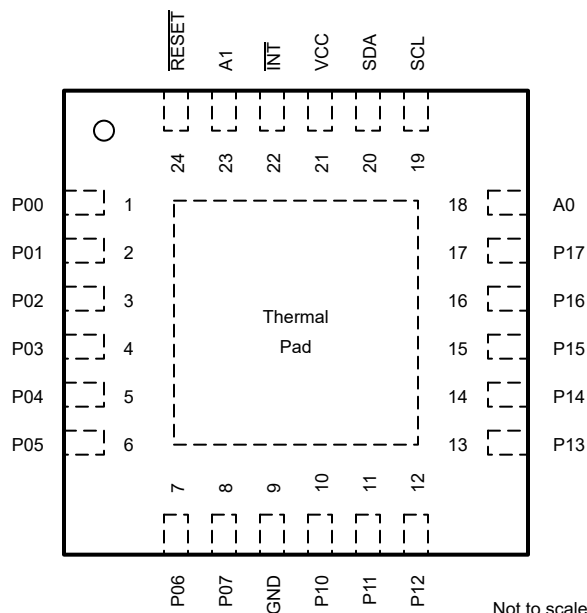 RESET A1 INT VCC SDA SCL
24 23 22 21 20 19
P00 1 18 A0
P01 2 17 P17
P02 3 16 P16
P03 4 15 P15
P04 5 14 P14
P05 6 13 P13
Thermal
Pad
7 8 9 10 11 12
P06 P07 GND P10 P11 P12
Not to scale